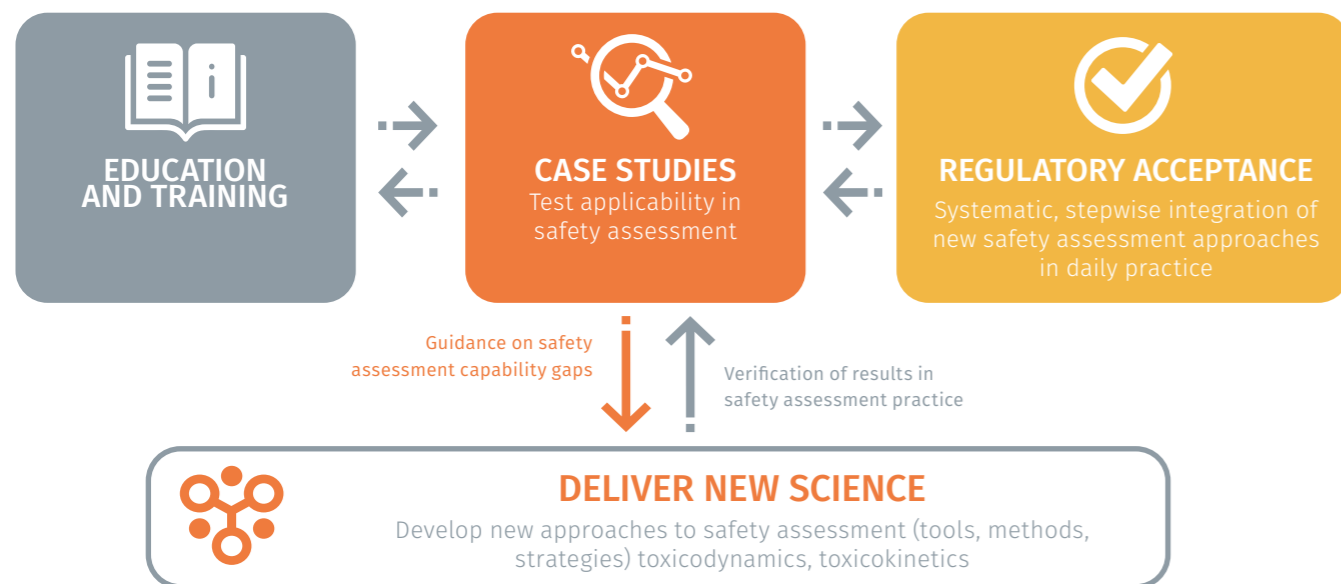 EDUCATION
AND TRAINING
CASE STUDIES
Test applicability in
safety assessment
REGULATORY ACCEPTANCE
Systematic, stepwise integration of
new safety assessment approaches
in daily practice
Guidance on safety
assessment capability gaps
Verification of results in
safety assessment practice
DELIVER NEW SCIENCE
Develop new approaches to safety assessment (tools, methods,
strategies) toxicodynamics, toxicokinetics